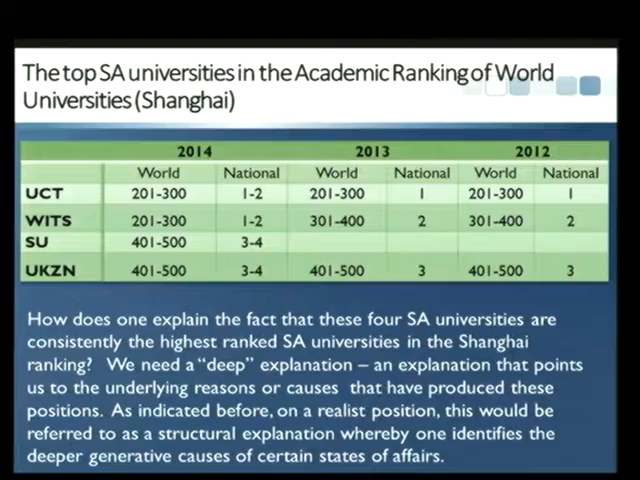 The top SA universities in the Academic Ranking of World
Universities (Shanghai)
2014 2013 2012
World National World National World National
UCT 201-300 1-2 201-300 1 201-300 1
WITS 201-300 1-2 301-400 2 301-400 2
SU 401-500 3-4
UKZN 401-500 3-4 401-500 3 401-500 3
How does one explain the fact that these four SA universities are
consistently the highest ranked SA universities in the Shanghai
ranking? We need a "deep" explanation – an explanation that points
us to the underlying reasons or causes that have produced these
positions. As indicated before, on a realist position, this would be
referred to as a structural explanation whereby one identifies the
deeper generative causes of certain states of affairs.